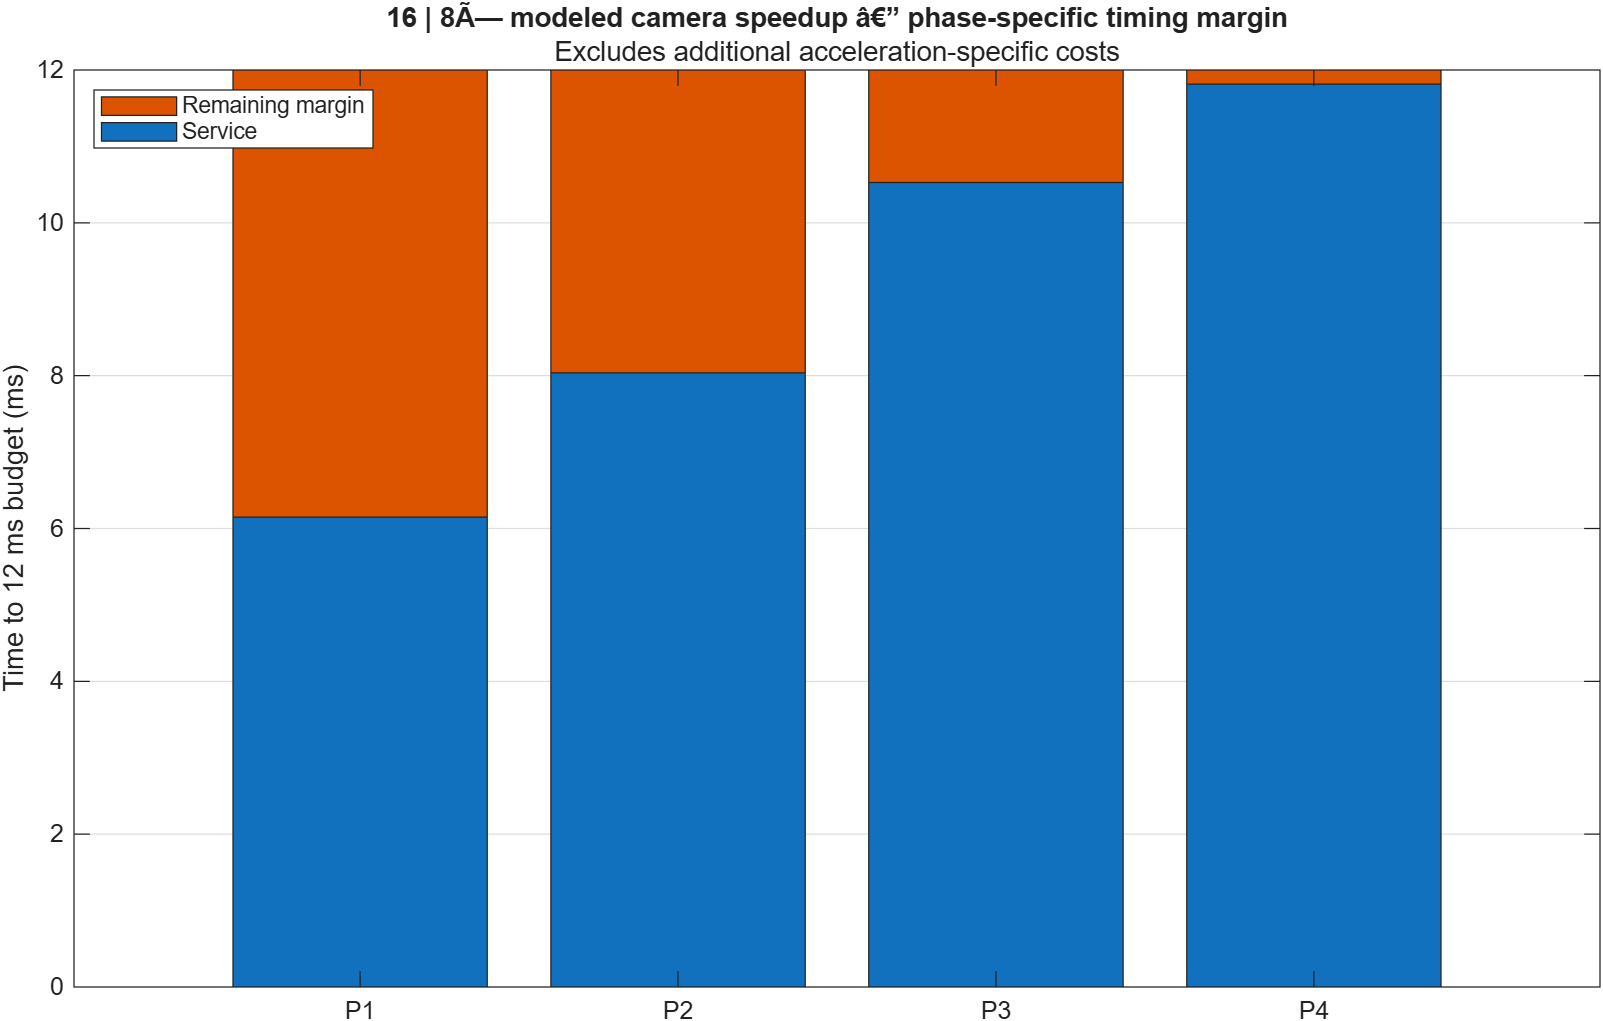 16 | 8Ã— modeled camera speedup â€” phase-specific timing margin
Excludes additional acceleration-specific costs
Remaining margin
Service
Time to 12 ms budget (ms)
12
10
8
6
4
2
0
P1 P2 P3 P4